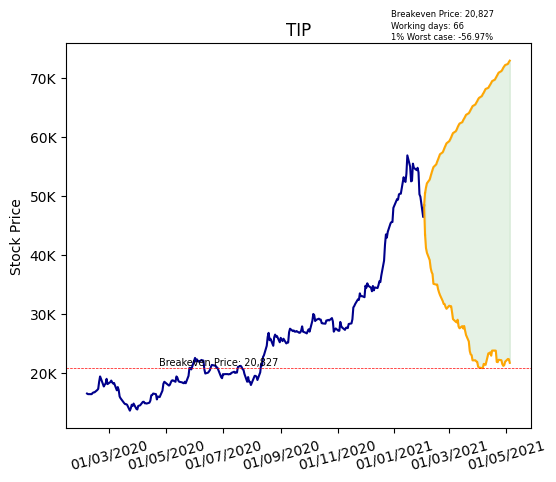 Breakeven Price: 20,827
Working days: 66
1% Worst case: -56.97%
TIP
Stock Price
70K
60K
50K
40K
30K
20K
Breakeven Price: 20,827
01/03/2020
01/05/2020
01/07/2020
01/09/2020
01/11/2020
01/01/2021
01/03/2021
01/05/2021